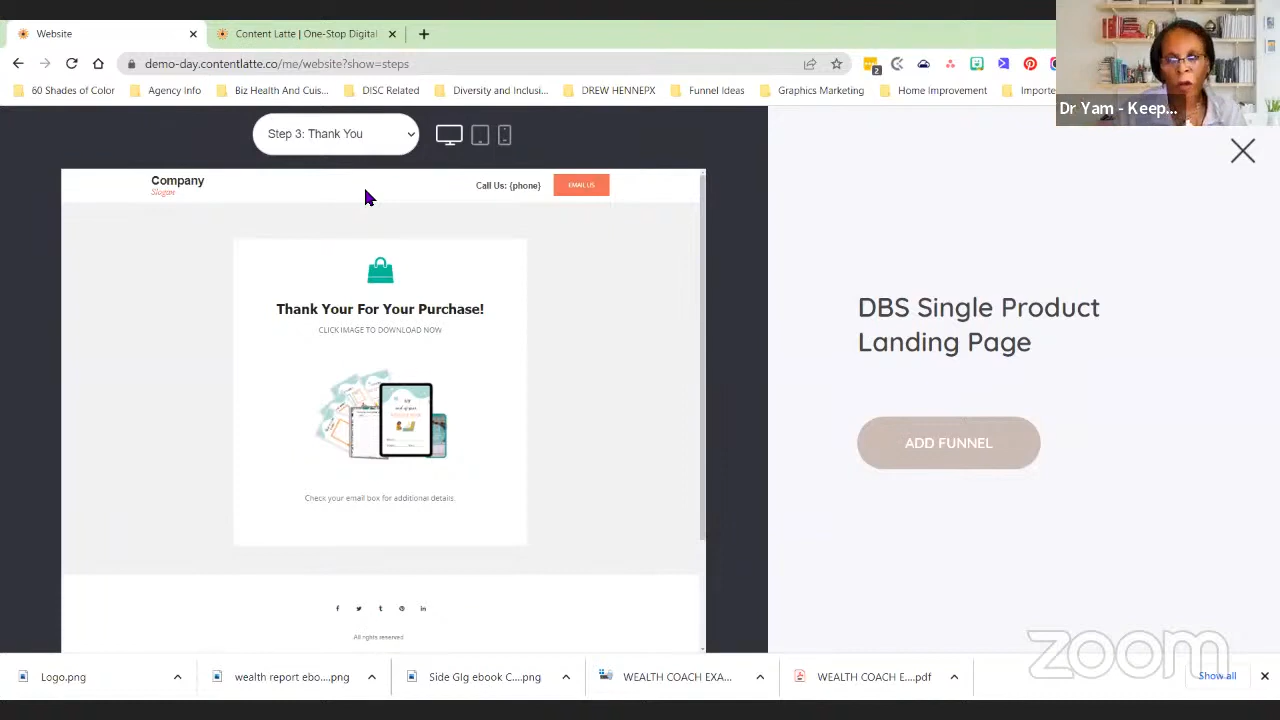 Website
Content Latte | One-Stop Digital
demo-day.contentlatte.co/me/website?show=steps
2
60 Shades of Color
Agency Info
Biz Health And Cuis...
DISC Related
Diversity and Inclusi...
DREW HENNEPX
Funnel Ideas
Graphics Marketing
Home Improvement
Importe
Dr Yam - Keep...
Step 3: Thank You
Company
Slogan
Call Us: {phone}
EMAIL US
Thank Your For Your Purchase!
CLICK IMAGE TO DOWNLOAD NOW
Check your email box for additional details.
All rights reserved
DBS Single Product
Landing Page
ADD FUNNEL
zoom
Logo.png
wealth report ebo....png
Side GIg ebook C....png
WEALTH COACH EXA...
WEALTH COACH E....pdf
Show all